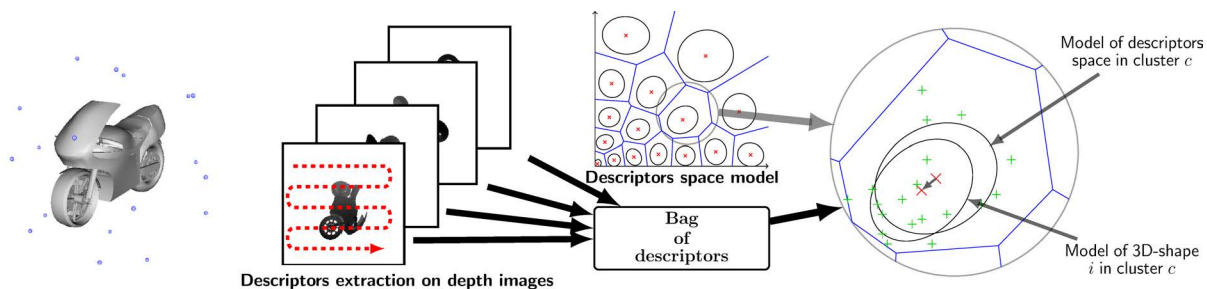 Descriptors extraction on depth images
Descriptors space model
Bag
of
descriptors
Model of descriptors
space in cluster c
Model of 3D-shape
i in cluster c